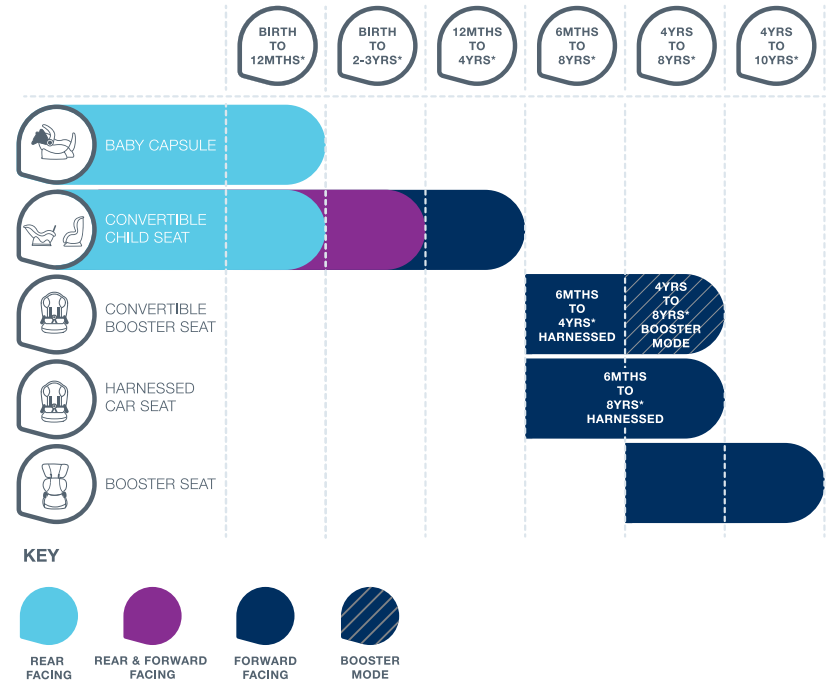 BIRTH
TO
12MTHS*
BIRTH
TO
2-3YRS*
12MTHS
TO
4YRS*
6MTHS
TO
8YRS*
4YRS
TO
8YRS*
4YRS
TO
10YRS*
BABY CAPSULE
CONVERTIBLE
CHILD SEAT
CONVERTIBLE
BOOSTER SEAT
6MTHS
TO
4YRS*
HARNESSED
4YRS
TO
8YRS*
BOOSTER
MODE
HARNESSED
CAR SEAT
6MTHS
TO
8YRS*
HARNESSED
BOOSTER SEAT
KEY
REAR
FACING
REAR & FORWARD
FACING
FORWARD
FACING
BOOSTER
MODE